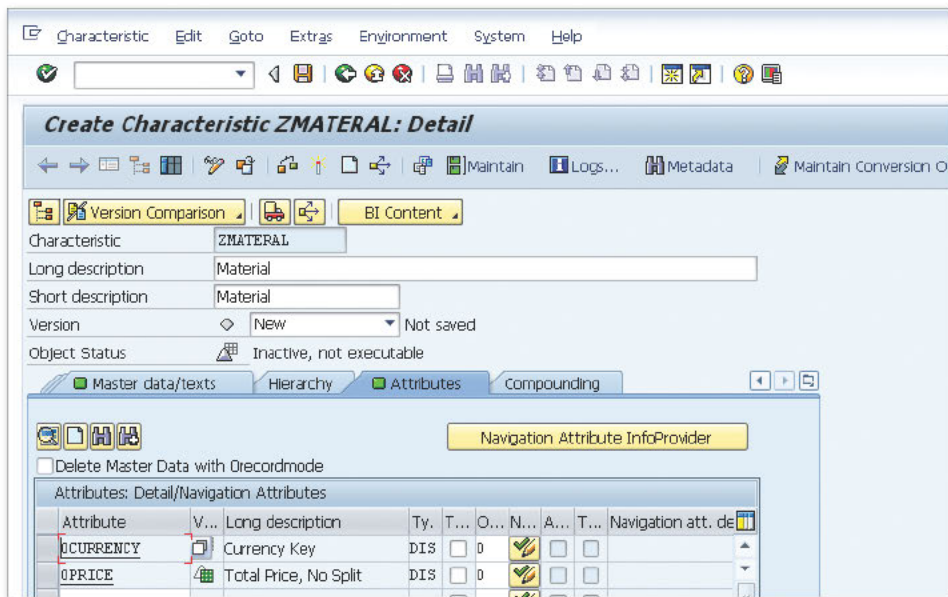 Characteristic Edit Goto Extras Environment System Help
Create Characteristic ZMATERAL: Detail
Maintain Logs... Metadata Maintain Conversion O
Version Comparison BI Content
Characteristic ZMATERAL
Long description Material
Short description Material
Version New Not saved
Object Status Inactive, not executable
Master data/texts Hierarchy Attributes Compounding
Navigation Attribute InfoProvider
Delete Master Data with 0recordmode
Attributes: Detail/Navigation Attributes
Attribute V... Long description Ty. T... O... N... A... T... Navigation att. de
0CURRENCY Currency Key DIS 0
0PRICE Total Price, No Split DIS 0